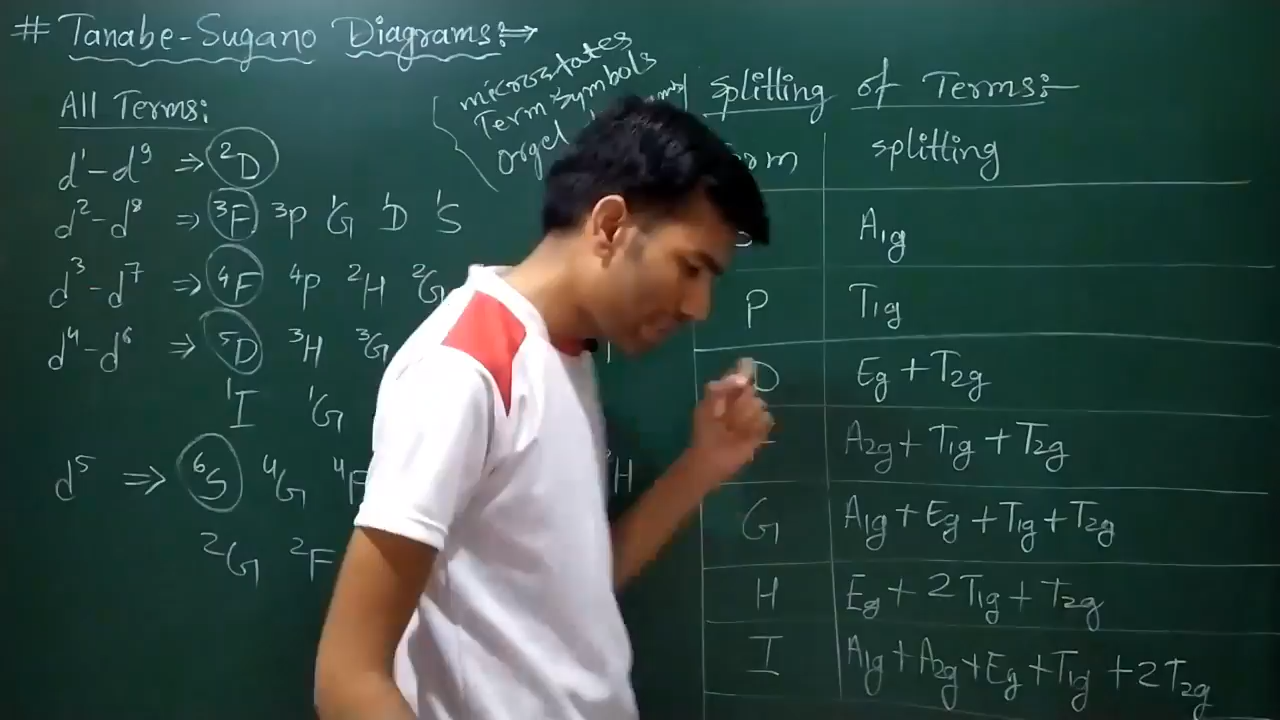 # Tanabe-Sugano Diagrams:→
microstates
Term symbols
orgel
All Terms:
d¹-d⁹ ⇒ ²D
d²-d⁸ ⇒ ³F ³P ¹G ¹D ¹S
d³-d⁷ ⇒ ⁴F ⁴P ²H ²G
d⁴-d⁶ ⇒ ⁵D ³H ³G
¹I ¹G
d⁵ ⇒ ⁶S ⁴G ⁴F ²H
²G ²F
splitting of Terms:-
splitting
A₁g
P T₁g
D Eg + T₂g
A₂g + T₁g + T₂g
G A₁g + Eg + T₁g + T₂g
H Eg + 2T₁g + T₂g
I A₁g + A₂g + Eg + T₁g + 2T₂g